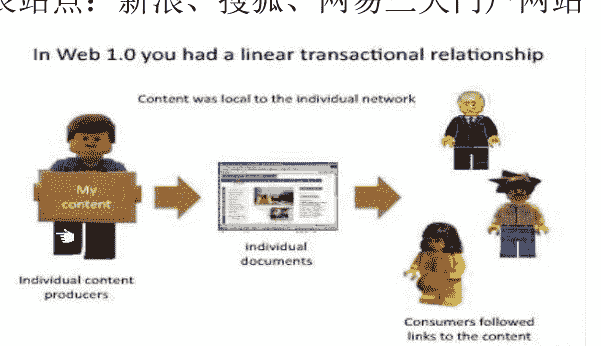 表站点：新浪、搜狐、网易三大门户网站
In Web 1.0 you had a linear transactional relationship
Content was local to the individual network
My
content
individual
documents
Individual content
producers
Consumers followed
links to the content